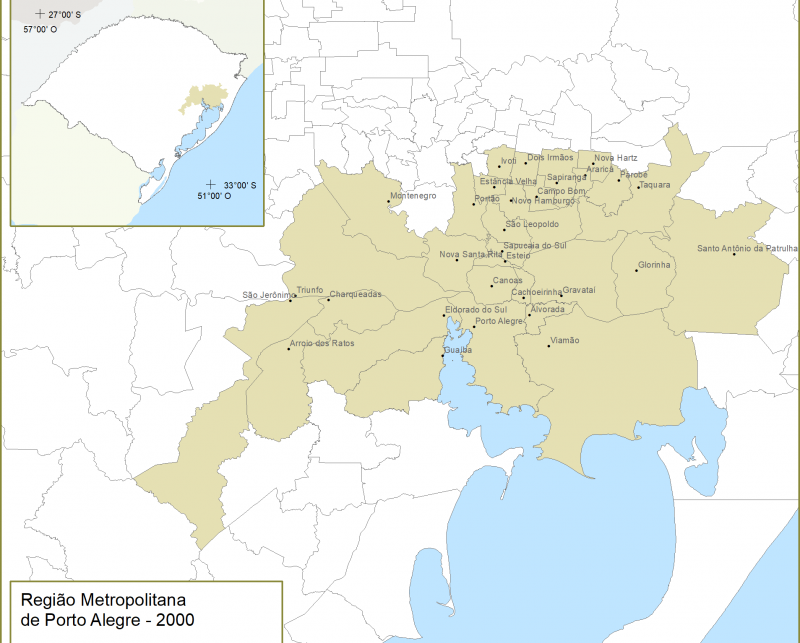 27°00' S
57°00' O
33°00' S
51°00' O
Ivoti
Dois Irmãos
Nova Hartz
Araricá
Parobé
Estância Velha
Sapiranga
Taquara
Campo Bom
Montenegro
Portão
Novo Hamburgo
São Leopoldo
Sapucaia do Sul
Santo Antônio da Patrulha
Nova Santa Rita
Esteio
Glorinha
Canoas
São Jerônimo
Triunfo
Charqueadas
Cachoeirinha
Gravataí
Eldorado do Sul
Alvorada
Porto Alegre
Arroio dos Ratos
Viamão
Guaíba
Região Metropolitana
de Porto Alegre - 2000